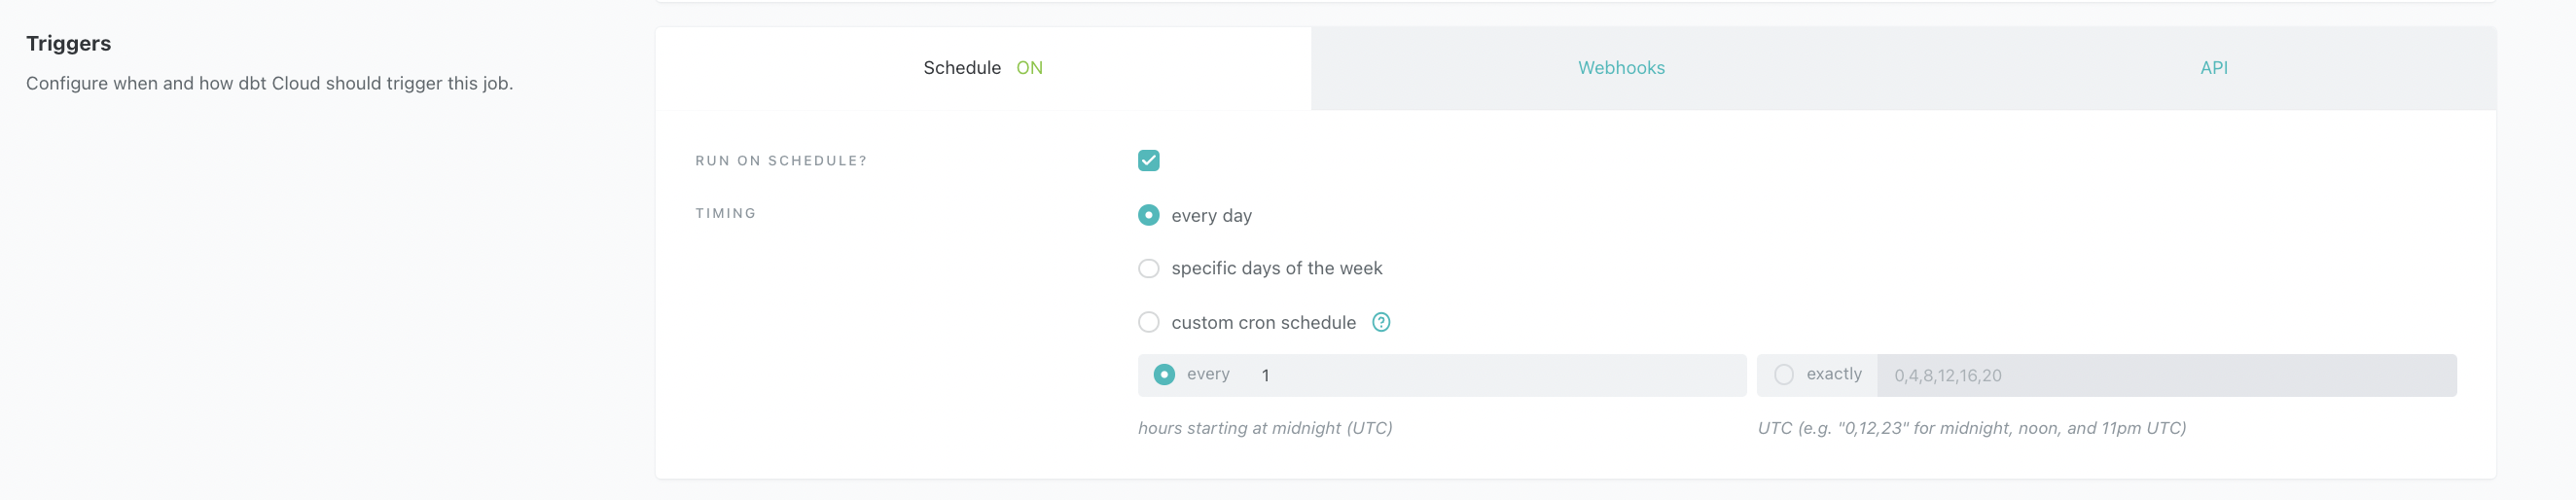 Triggers
Configure when and how dbt Cloud should trigger this job.
Schedule ON
Webhooks
API
RUN ON SCHEDULE?
TIMING
every day
specific days of the week
custom cron schedule ?
every 1
exactly 0,4,8,12,16,20
hours starting at midnight (UTC)
UTC (e.g. "0,12,23" for midnight, noon, and 11pm UTC)